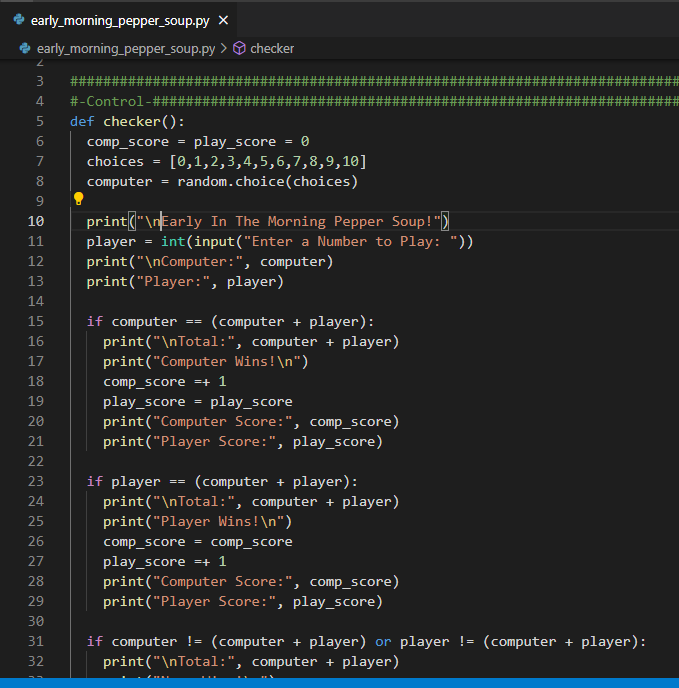 early_morning_pepper_soup.py ×
early_morning_pepper_soup.py > checker
2
3 ##########################################################################
4 #-Control-################################################################
5 def checker():
6 comp_score = play_score = 0
7 choices = [0,1,2,3,4,5,6,7,8,9,10]
8 computer = random.choice(choices)
9
10 print("\nEarly In The Morning Pepper Soup!")
11 player = int(input("Enter a Number to Play: "))
12 print("\nComputer:", computer)
13 print("Player:", player)
14
15 if computer == (computer + player):
16 print("\nTotal:", computer + player)
17 print("Computer Wins!\n")
18 comp_score =+ 1
19 play_score = play_score
20 print("Computer Score:", comp_score)
21 print("Player Score:", play_score)
22
23 if player == (computer + player):
24 print("\nTotal:", computer + player)
25 print("Player Wins!\n")
26 comp_score = comp_score
27 play_score =+ 1
28 print("Computer Score:", comp_score)
29 print("Player Score:", play_score)
30
31 if computer != (computer + player) or player != (computer + player):
32 print("\nTotal:", computer + player)